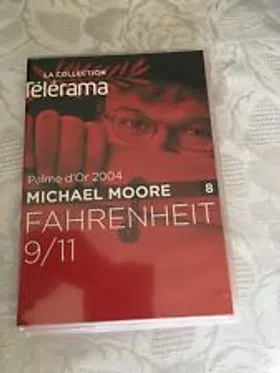 LA COLLECTION
Télérama
Palme d'Or 2004
MICHAEL MOORE 8
FAHRENHEIT
9/11